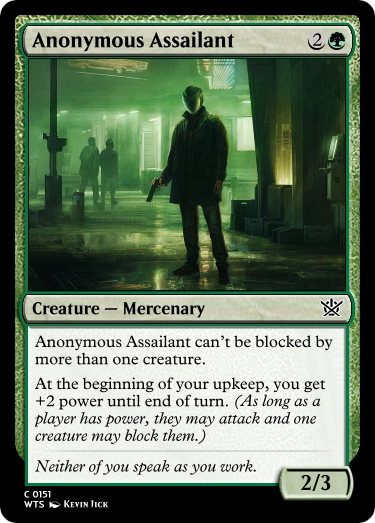 Anonymous Assailant 2
Creature — Mercenary
Anonymous Assailant can't be blocked by
more than one creature.
At the beginning of your upkeep, you get
+2 power until end of turn. (As long as a
player has power, they may attack and one
creature may block them.)
Neither of you speak as you work.
2/3
C 0151
WTS Kevin Jick